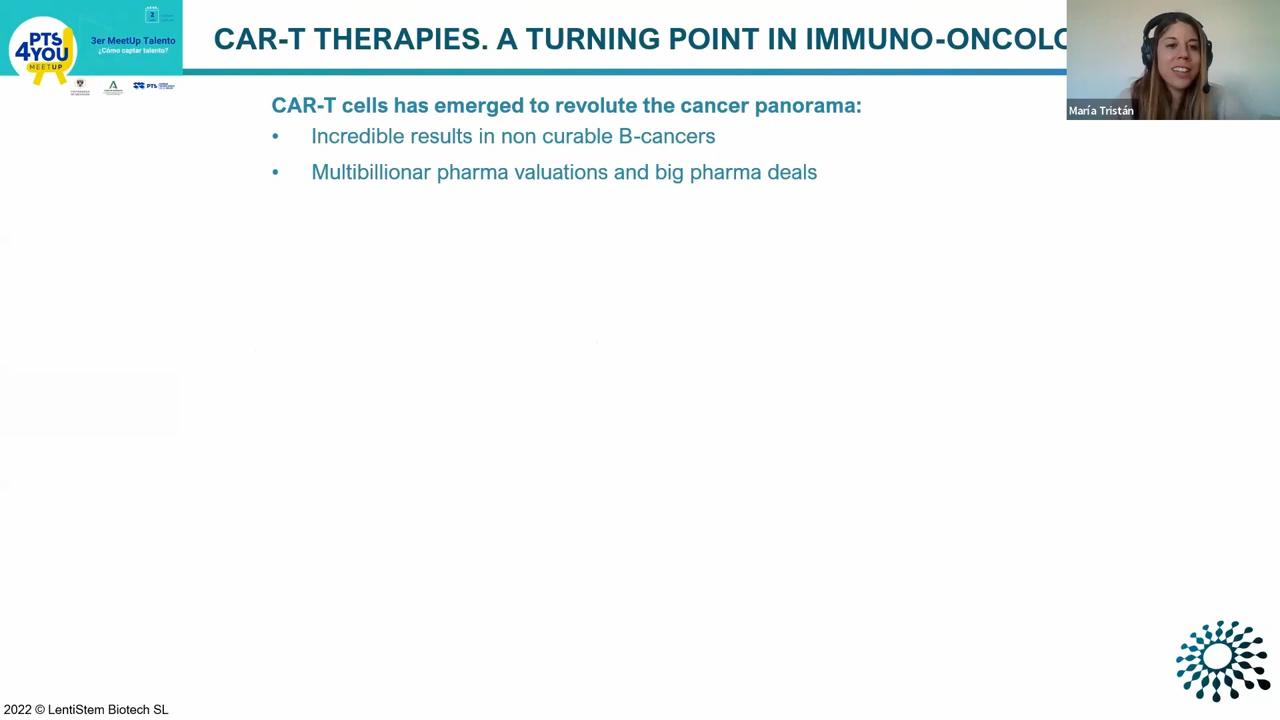 PTS
4YOU
MEETUP
2
3er MeetUp Talento
¿Cómo captar talento?
PTS
CAR-T THERAPIES. A TURNING POINT IN IMMUNO-ONCOLO
María Tristán
CAR-T cells has emerged to revolute the cancer panorama:
• Incredible results in non curable B-cancers
• Multibillionar pharma valuations and big pharma deals
2022 © LentiStem Biotech SL